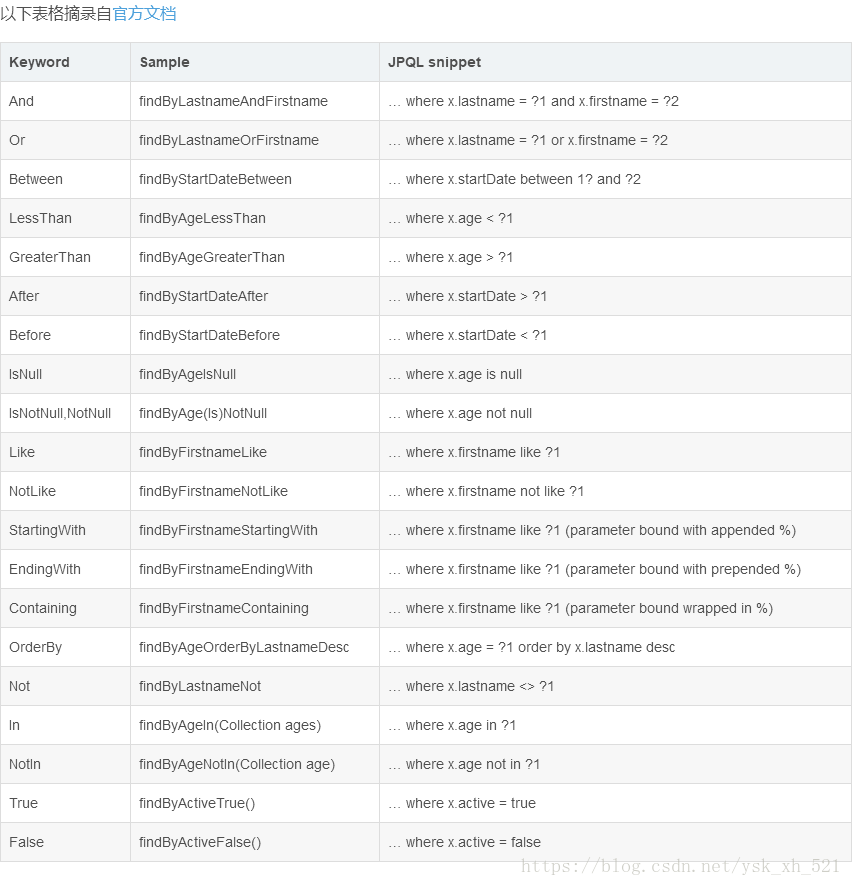 以下表格摘录自官方文档
Keyword Sample JPQL snippet
And findByLastnameAndFirstname … where x.lastname = ?1 and x.firstname = ?2
Or findByLastnameOrFirstname … where x.lastname = ?1 or x.firstname = ?2
Between findByStartDateBetween … where x.startDate between 1? and ?2
LessThan findByAgeLessThan … where x.age < ?1
GreaterThan findByAgeGreaterThan … where x.age > ?1
After findByStartDateAfter … where x.startDate > ?1
Before findByStartDateBefore … where x.startDate < ?1
IsNull findByAgeIsNull … where x.age is null
IsNotNull,NotNull findByAge(Is)NotNull … where x.age not null
Like findByFirstnameLike … where x.firstname like ?1
NotLike findByFirstnameNotLike … where x.firstname not like ?1
StartingWith findByFirstnameStartingWith … where x.firstname like ?1 (parameter bound with appended %)
EndingWith findByFirstnameEndingWith … where x.firstname like ?1 (parameter bound with prepended %)
Containing findByFirstnameContaining … where x.firstname like ?1 (parameter bound wrapped in %)
OrderBy findByAgeOrderByLastnameDesc … where x.age = ?1 order by x.lastname desc
Not findByLastnameNot … where x.lastname <> ?1
In findByAgeIn(Collection ages) … where x.age in ?1
NotIn findByAgeNotIn(Collection age) … where x.age not in ?1
True findByActiveTrue() … where x.active = true
False findByActiveFalse() … where x.active = false
https://blog.csdn.net/ysk_xh_521